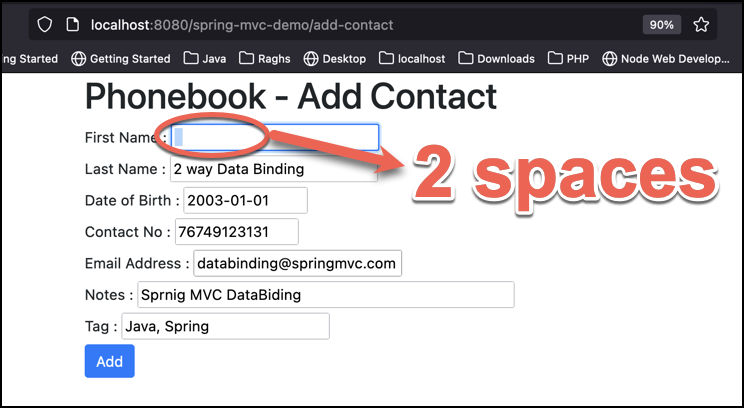 localhost:8080/spring-mvc-demo/add-contact
90%
ng Started Getting Started Java Raghs Desktop localhost Downloads PHP Node Web Develop...
Phonebook - Add Contact
First Name :
2 spaces
Last Name : 2 way Data Binding
Date of Birth : 2003-01-01
Contact No : 76749123131
Email Address : databinding@springmvc.com
Notes : Sprnig MVC DataBiding
Tag : Java, Spring
Add